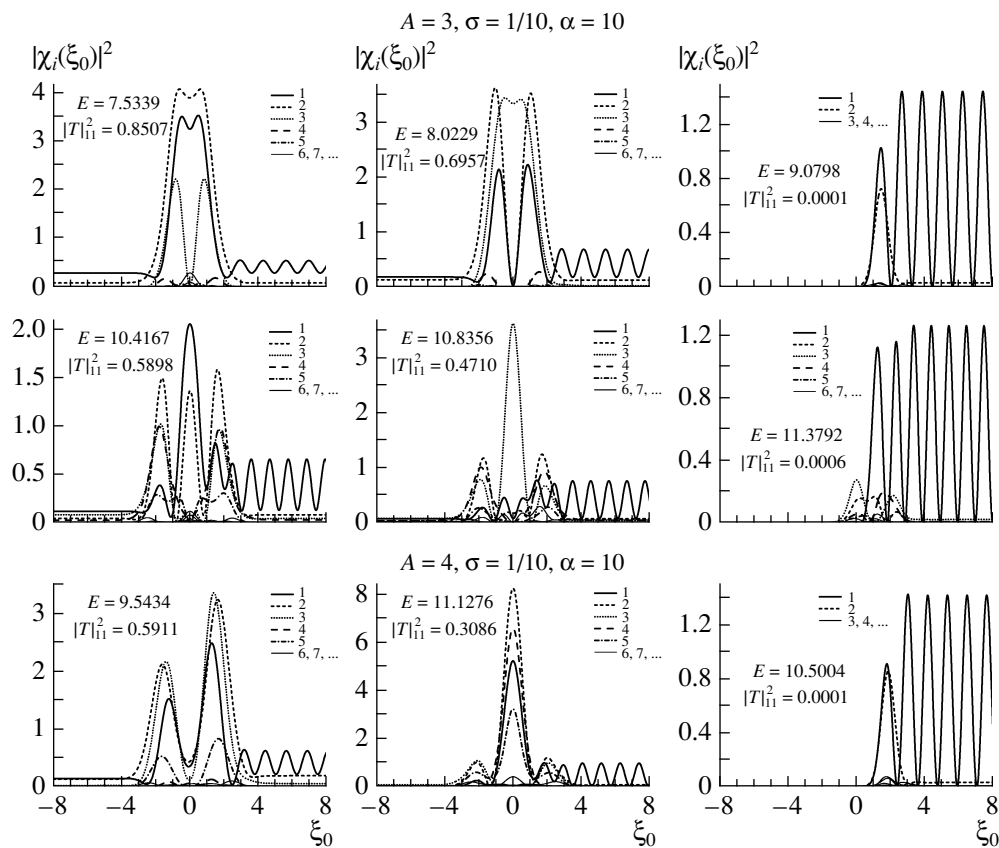 A = 3, σ = 1/10, α = 10
|χᵢ(ξ₀)|² |χᵢ(ξ₀)|² |χᵢ(ξ₀)|²
4
3
2
1
0
E = 7.5339
|T|²₁₁ = 0.8507
1
2
3
4
5
6, 7, ...
3
2
1
0
E = 8.0229
|T|²₁₁ = 0.6957
1
2
3
4
5
6, 7, ...
1.2
0.8
0.4
0
E = 9.0798
|T|²₁₁ = 0.0001
1
2
3, 4, ...
2.0
1.5
1.0
0.5
0
E = 10.4167
|T|²₁₁ = 0.5898
1
2
3
4
5
6, 7, ...
3
2
1
0
E = 10.8356
|T|²₁₁ = 0.4710
1
2
3
4
5
6, 7, ...
1.2
0.8
0.4
0
E = 11.3792
|T|²₁₁ = 0.0006
1
2
3
4
5
6, 7, ...
A = 4, σ = 1/10, α = 10
3
2
1
0
E = 9.5434
|T|²₁₁ = 0.5911
1
2
3
4
5
6, 7, ...
−8 −4 0 4 8
ξ₀
8
6
4
2
0
E = 11.1276
|T|²₁₁ = 0.3086
1
2
3
4
5
6, 7, ...
−8 −4 0 4 8
ξ₀
1.2
0.8
0.4
0
E = 10.5004
|T|²₁₁ = 0.0001
1
2
3, 4, ...
−8 −4 0 4 8
ξ₀